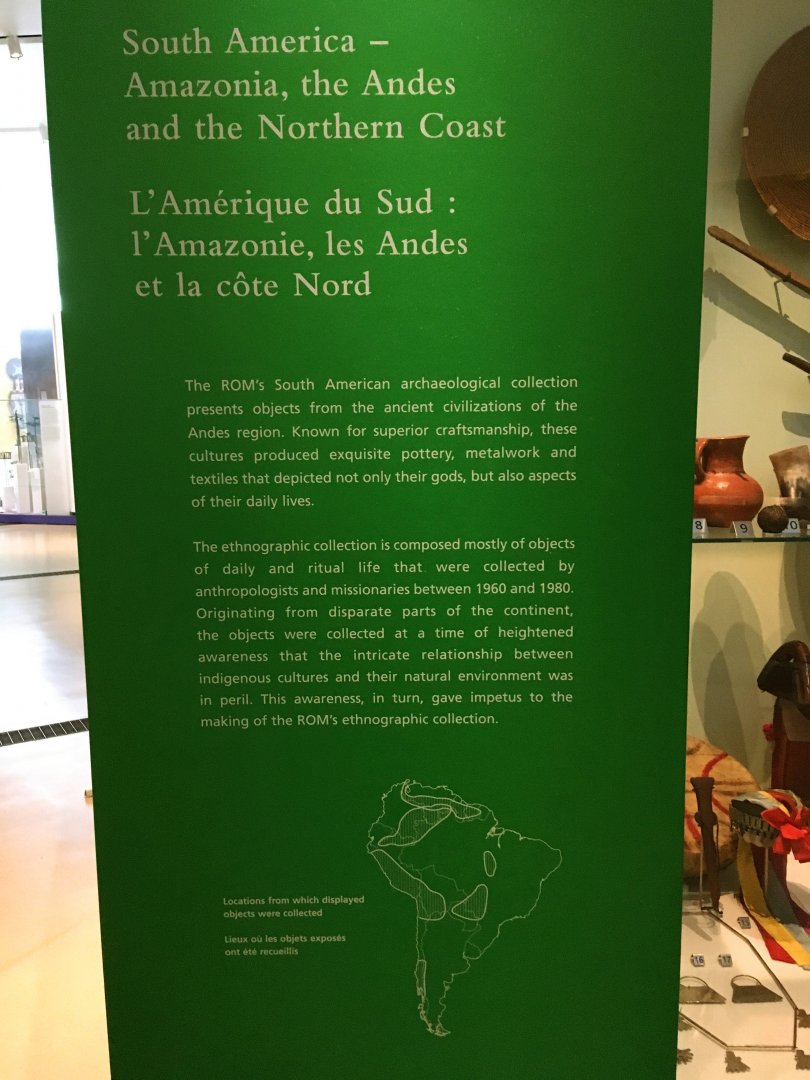 South America –
Amazonia, the Andes
and the Northern Coast
L'Amérique du Sud :
l'Amazonie, les Andes
et la côte Nord
The ROM's South American archaeological collection
presents objects from the ancient civilizations of the
Andes region. Known for superior craftsmanship, these
cultures produced exquisite pottery, metalwork and
textiles that depicted not only their gods, but also aspects
of their daily lives.
The ethnographic collection is composed mostly of objects
of daily and ritual life that were collected by
anthropologists and missionaries between 1960 and 1980.
Originating from disparate parts of the continent,
the objects were collected at a time of heightened
awareness that the intricate relationship between
indigenous cultures and their natural environment was
in peril. This awareness, in turn, gave impetus to the
making of the ROM's ethnographic collection.
Locations from which displayed
objects were collected
Lieux où les objets exposés
ont été recueillis
8 9 10
15
16 17